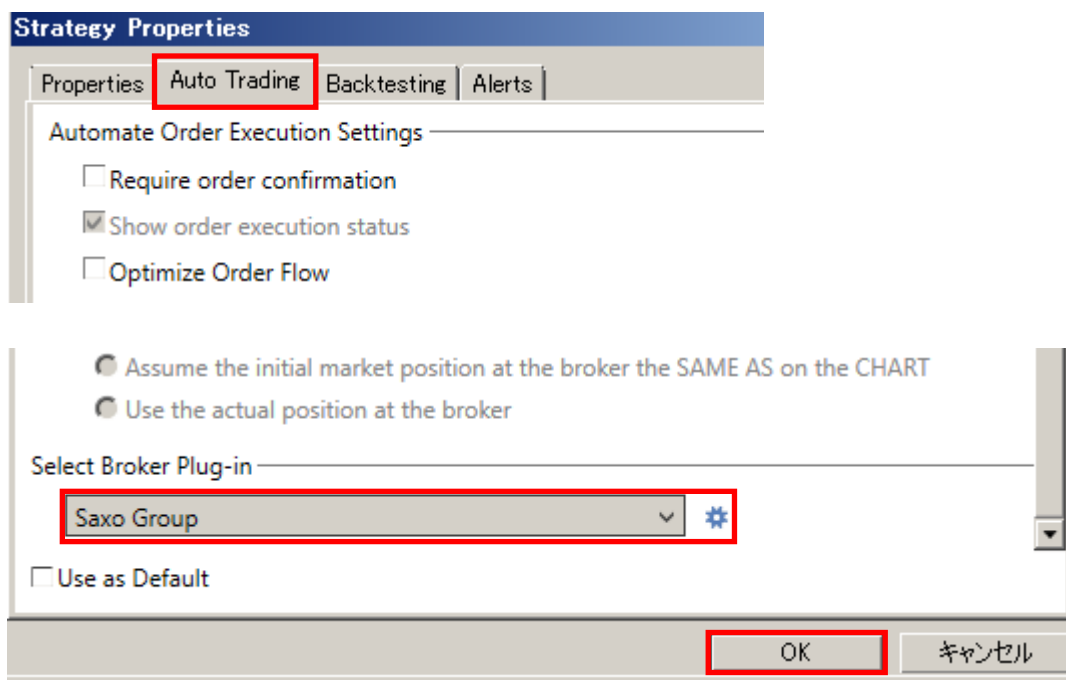 Strategy Properties
Properties Auto Trading Backtesting Alerts
Automate Order Execution Settings
Require order confirmation
Show order execution status
Optimize Order Flow
Assume the initial market position at the broker the SAME AS on the CHART
Use the actual position at the broker
Select Broker Plug-in
Saxo Group
Use as Default
OK キャンセル